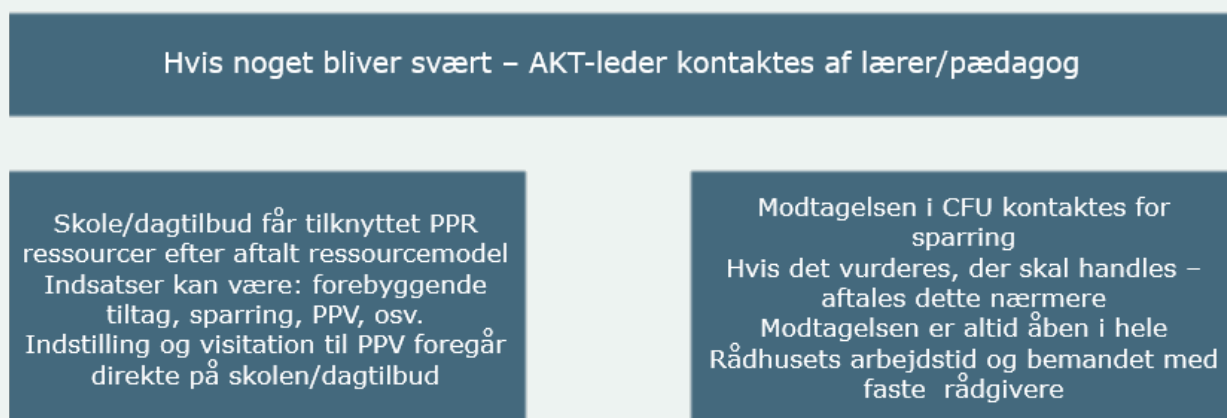 Hvis noget bliver svært – AKT-leder kontaktes af lærer/pædagog
Skole/dagtilbud får tilknyttet PPR
ressourcer efter aftalt ressourcemodel
Indsatser kan være: forebyggende
tiltag, sparring, PPV, osv.
Indstilling og visitation til PPV foregår
direkte på skolen/dagtilbud
Modtagelsen i CFU kontaktes for
sparring
Hvis det vurderes, der skal handles –
aftales dette nærmere
Modtagelsen er altid åben i hele
Rådhusets arbejdstid og bemandet med
faste  rådgivere